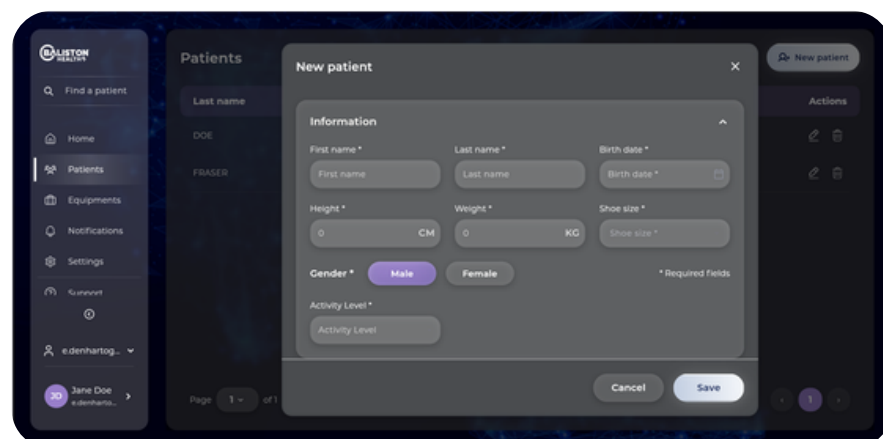 BALISTON
HEALTH
Find a patient
Home
Patients
Equipments
Notifications
Settings
Support
e.denhartog...
JD
Jane Doe
e.denharto...
Patients
New patient
Last name
Actions
DOE
FRASER
Page 1 of 1
1
New patient
Information
First name * Last name * Birth date *
First name Last name Birth date *
Height * Weight * Shoe size *
0 CM 0 KG Shoe size *
Gender * Male Female * Required fields
Activity Level *
Activity Level
Cancel Save